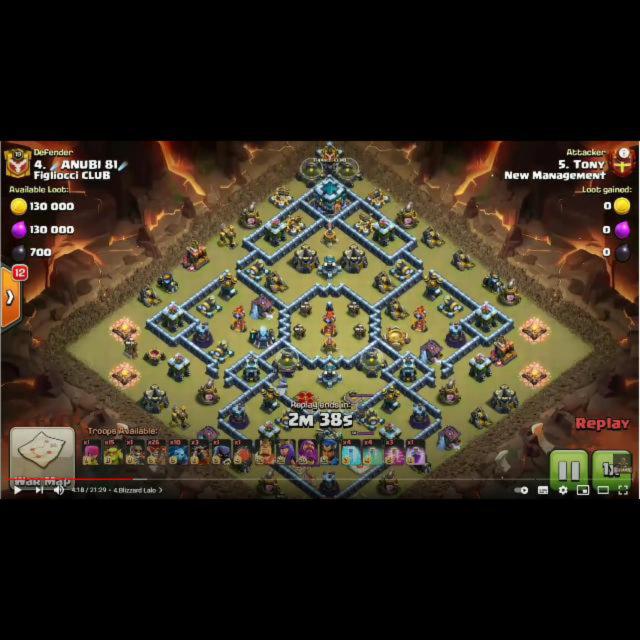 Defender
4. ANUBI 81
Figliocci CLUB
Available Loot:
130 000
130 000
700
12
Attacker
5. Tony
New Management
Loot gained:
0
0
0
Replay ends in:
2M 38S
Replay
Troops Available:
War Map
4:18 / 21:29 • 4.Blizzard Lalo >